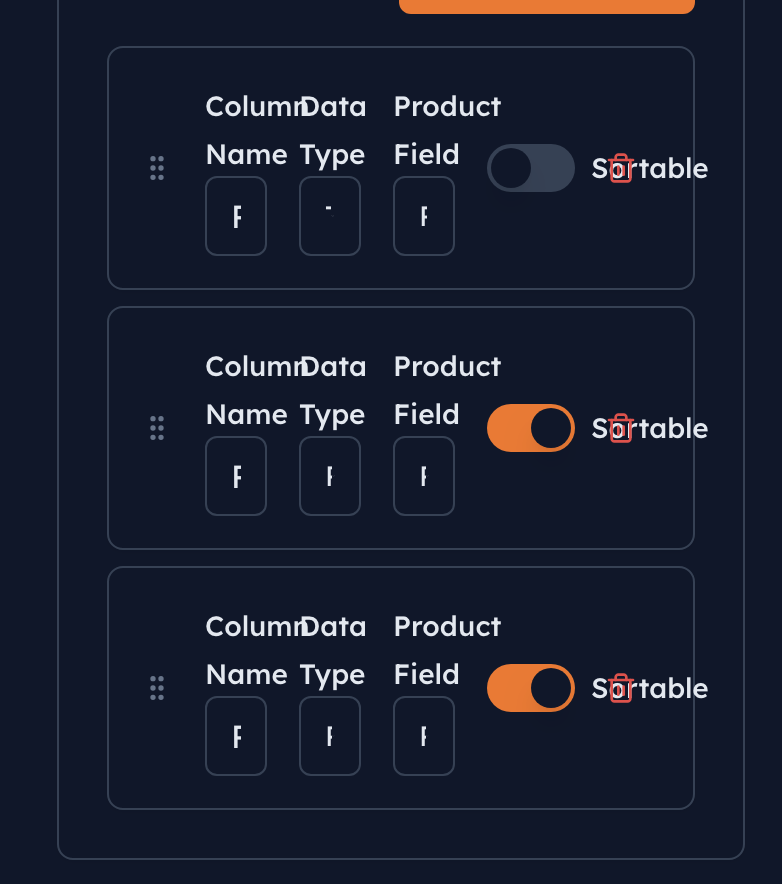 Column Data Product
Name Type Field
Sortable
Column Data Product
Name Type Field
Sortable
Column Data Product
Name Type Field
Sortable